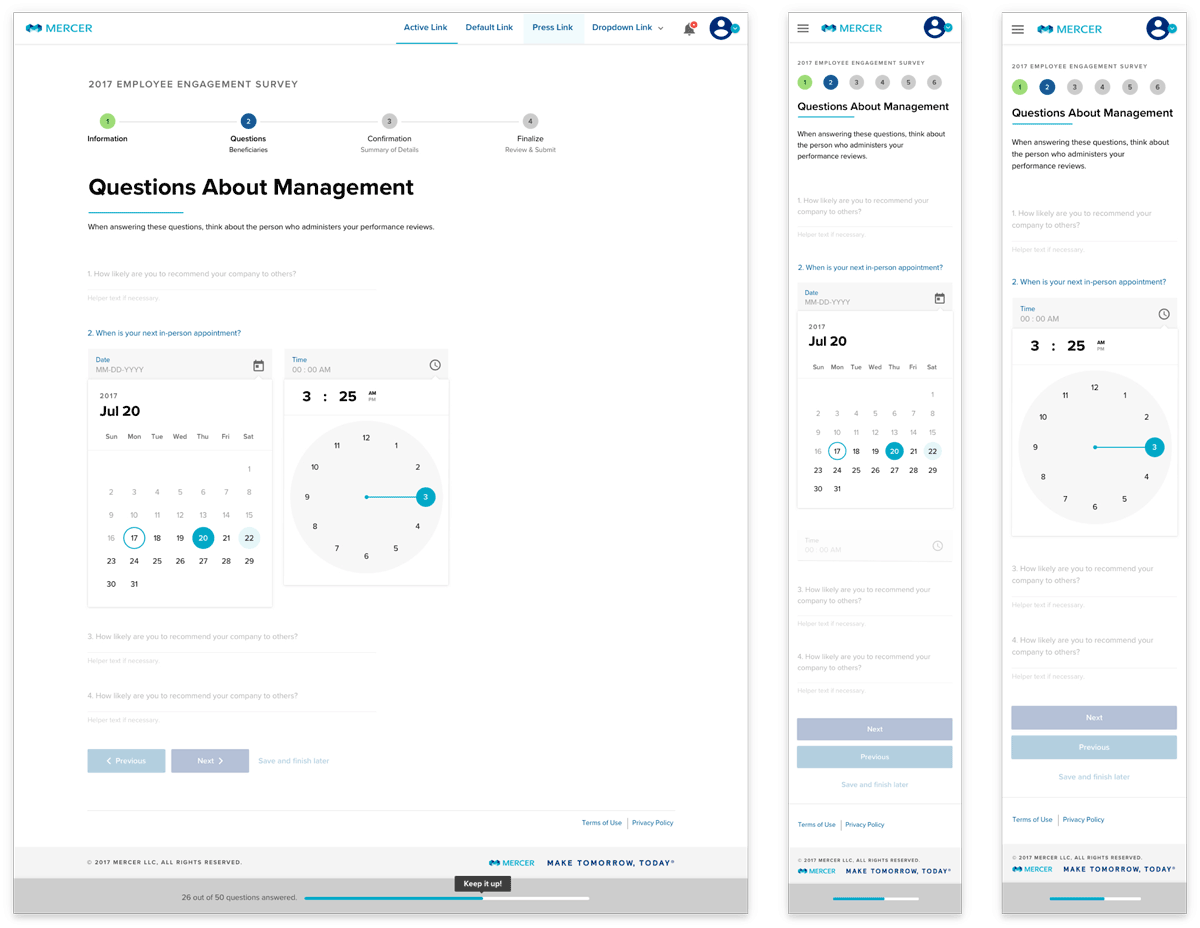 MERCER
Active Link
Default Link
Press Link
Dropdown Link
2017 EMPLOYEE ENGAGEMENT SURVEY
1
2
3
4
Information
Questions
Confirmation
Finalize
Beneficiaries
Summary of Details
Review & Submit
Questions About Management
When answering these questions, think about the person who administers your performance reviews.
1. How likely are you to recommend your company to others?
Helper text if necessary.
2. When is your next in-person appointment?
Date
MM-DD-YYYY
2017
Jul 20
Sun Mon Tue Wed Thu Fri Sat
1
2 3 4 5 6 7 8
9 10 11 12 13 14 15
16 17 18 19 20 21 22
23 24 25 26 27 28 29
30 31
Time
00 : 00 AM
3 : 25
AM
PM
12
11 1
10 2
9 3
8 4
7 5
6
3. How likely are you to recommend your company to others?
Helper text if necessary.
4. How likely are you to recommend your company to others?
Helper text if necessary.
Previous
Next
Save and finish later
Terms of Use
Privacy Policy
© 2017 MERCER LLC, ALL RIGHTS RESERVED.
MERCER
MAKE TOMORROW, TODAY®
Keep it up!
26 out of 50 questions answered.
MERCER
2017 EMPLOYEE ENGAGEMENT SURVEY
1 2 3 4 5 6
Questions About Management
When answering these questions, think about
the person who administers your
performance reviews.
1. How likely are you to recommend your
company to others?
Helper text if necessary.
2. When is your next in-person appointment?
Date
MM-DD-YYYY
2017
Jul 20
Sun Mon Tue Wed Thu Fri Sat
1
2 3 4 5 6 7 8
9 10 11 12 13 14 15
16 17 18 19 20 21 22
23 24 25 26 27 28 29
30 31
Time
00 : 00 AM
3. How likely are you to recommend your
company to others?
Helper text if necessary.
4. How likely are you to recommend your
company to others?
Helper text if necessary.
Next
Previous
Save and finish later
Terms of Use
Privacy Policy
© 2017 MERCER LLC, ALL RIGHTS RESERVED.
MERCER
MAKE TOMORROW, TODAY®
MERCER
2017 EMPLOYEE ENGAGEMENT SURVEY
1 2 3 4 5 6
Questions About Management
When answering these questions, think about
the person who administers your
performance reviews.
1. How likely are you to recommend your
company to others?
Helper text if necessary.
2. When is your next in-person appointment?
Time
00 : 00 AM
3 : 25
AM
PM
12
11 1
10 2
9 3
8 4
7 5
6
3. How likely are you to recommend your
company to others?
Helper text if necessary.
4. How likely are you to recommend your
company to others?
Helper text if necessary.
Next
Previous
Save and finish later
Terms of Use
Privacy Policy
© 2017 MERCER LLC, ALL RIGHTS RESERVED.
MERCER
MAKE TOMORROW, TODAY®